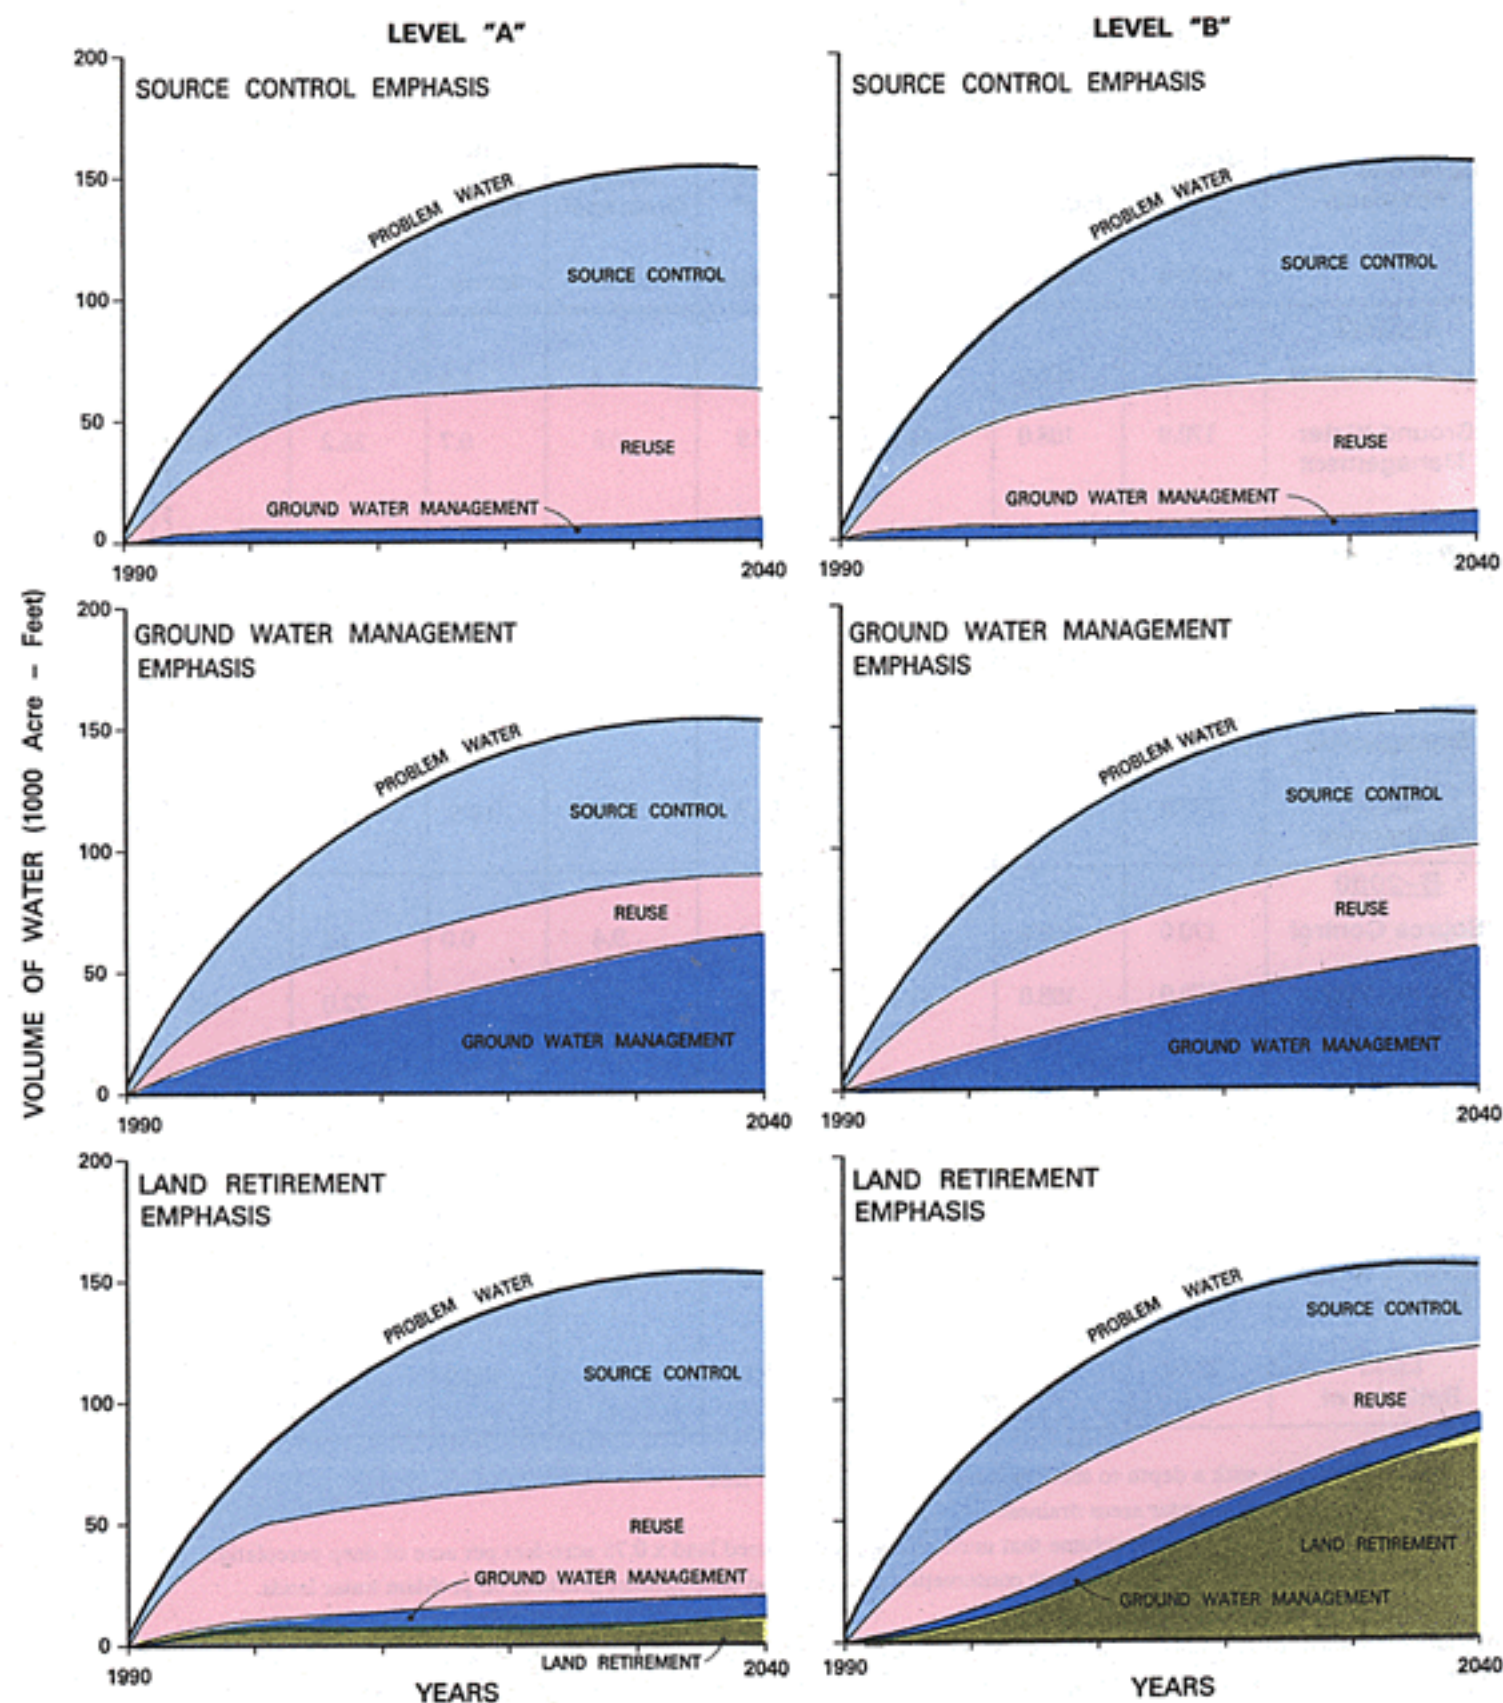 LEVEL "A"
LEVEL "B"
VOLUME OF WATER (1000 Acre - Feet)
200
150
100
50
0
SOURCE CONTROL EMPHASIS
PROBLEM WATER
SOURCE CONTROL
REUSE
GROUND WATER MANAGEMENT
1990
2040
SOURCE CONTROL EMPHASIS
PROBLEM WATER
SOURCE CONTROL
REUSE
GROUND WATER MANAGEMENT
1990
2040
200
150
100
50
0
GROUND WATER MANAGEMENT
EMPHASIS
PROBLEM WATER
SOURCE CONTROL
REUSE
GROUND WATER MANAGEMENT
1990
2040
GROUND WATER MANAGEMENT
EMPHASIS
PROBLEM WATER
SOURCE CONTROL
REUSE
GROUND WATER MANAGEMENT
1990
2040
200
150
100
50
0
LAND RETIREMENT
EMPHASIS
PROBLEM WATER
SOURCE CONTROL
REUSE
GROUND WATER MANAGEMENT
LAND RETIREMENT
1990
2040
YEARS
LAND RETIREMENT
EMPHASIS
PROBLEM WATER
SOURCE CONTROL
REUSE
LAND RETIREMENT
GROUND WATER MANAGEMENT
1990
2040
YEARS